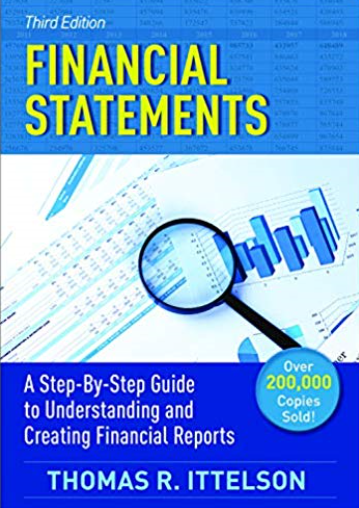 Third Edition
FINANCIAL
STATEMENTS
Over
200,000
Copies
Sold!
A Step-By-Step Guide
to Understanding and
Creating Financial Reports
THOMAS R. ITTELSON